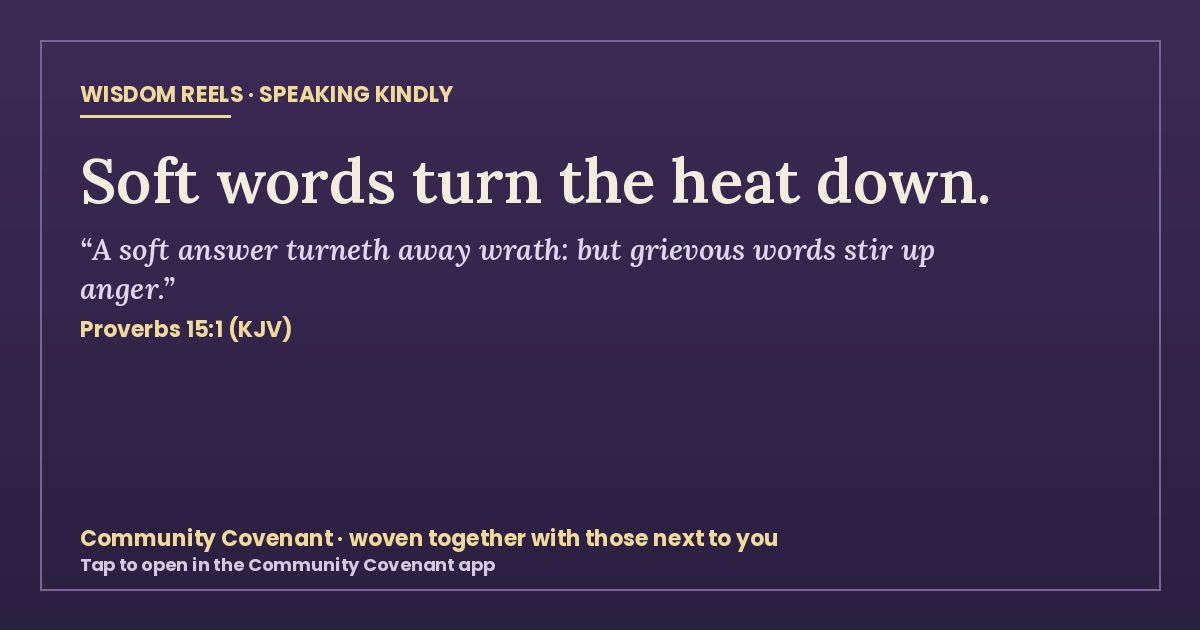 WISDOM REELS · SPEAKING KINDLY
Soft words turn the heat down.
“A soft answer turneth away wrath: but grievous words stir up
anger.”
Proverbs 15:1 (KJV)
Community Covenant · woven together with those next to you
Tap to open in the Community Covenant app